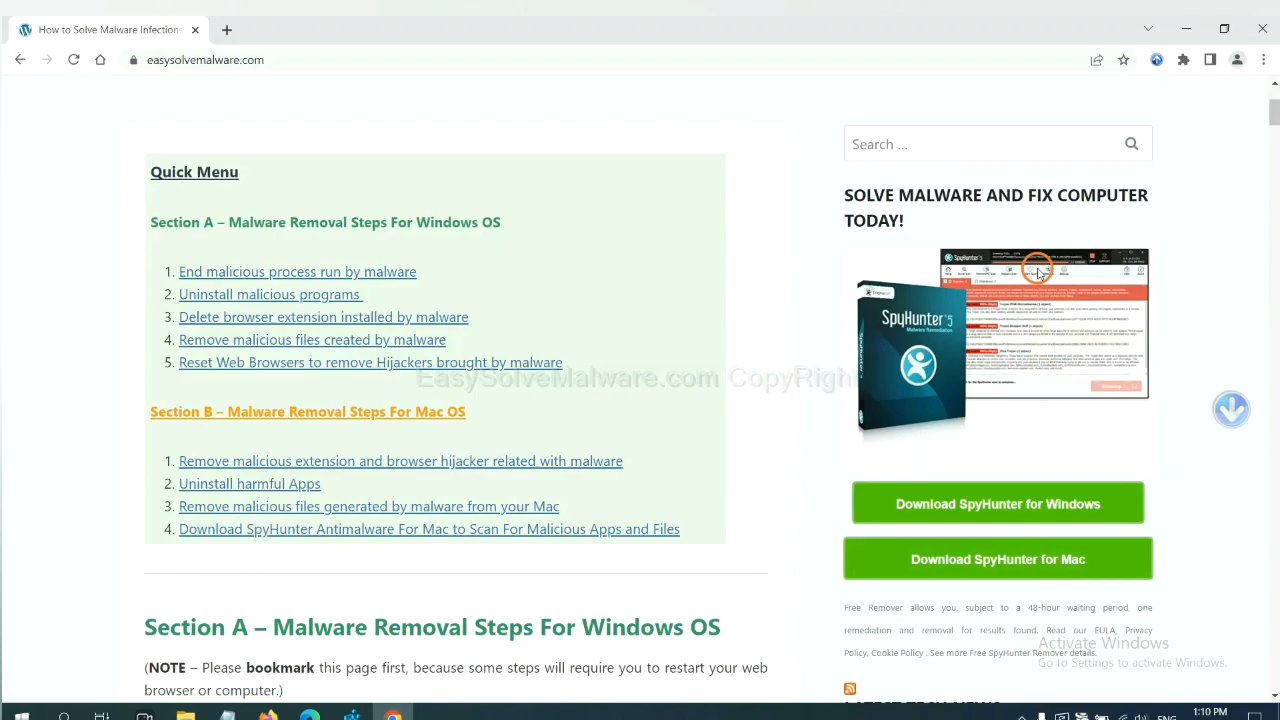 How to Solve Malware Infection
easysolvemalware.com
Quick Menu
Section A – Malware Removal Steps For Windows OS
1. End malicious process run by malware
2. Uninstall malicious programs
3. Delete browser extension installed by malware
4. Remove malicious files created by malware
5. Reset Web Browser to remove Hijackers brought by malware
Section B – Malware Removal Steps For Mac OS
1. Remove malicious extension and browser hijacker related with malware
2. Uninstall harmful Apps
3. Remove malicious files generated by malware from your Mac
4. Download SpyHunter Antimalware For Mac to Scan For Malicious Apps and Files
Section A – Malware Removal Steps For Windows OS
(NOTE – Please bookmark this page first, because some steps will require you to restart your web
browser or computer.)
Search ...
SOLVE MALWARE AND FIX COMPUTER
TODAY!
SpyHunter 5
SpyHunter 5
Malware Remediation
Download SpyHunter for Windows
Download SpyHunter for Mac
Free Remover allows you, subject to a 48-hour waiting period, one
remediation and removal for results found. Read our EULA, Privacy
Policy, Cookie Policy . See more Free SpyHunter Remover details.
Activate Windows
Go to Settings to activate Windows.
LATEST TECH NEWS
ENG
1:10 PM